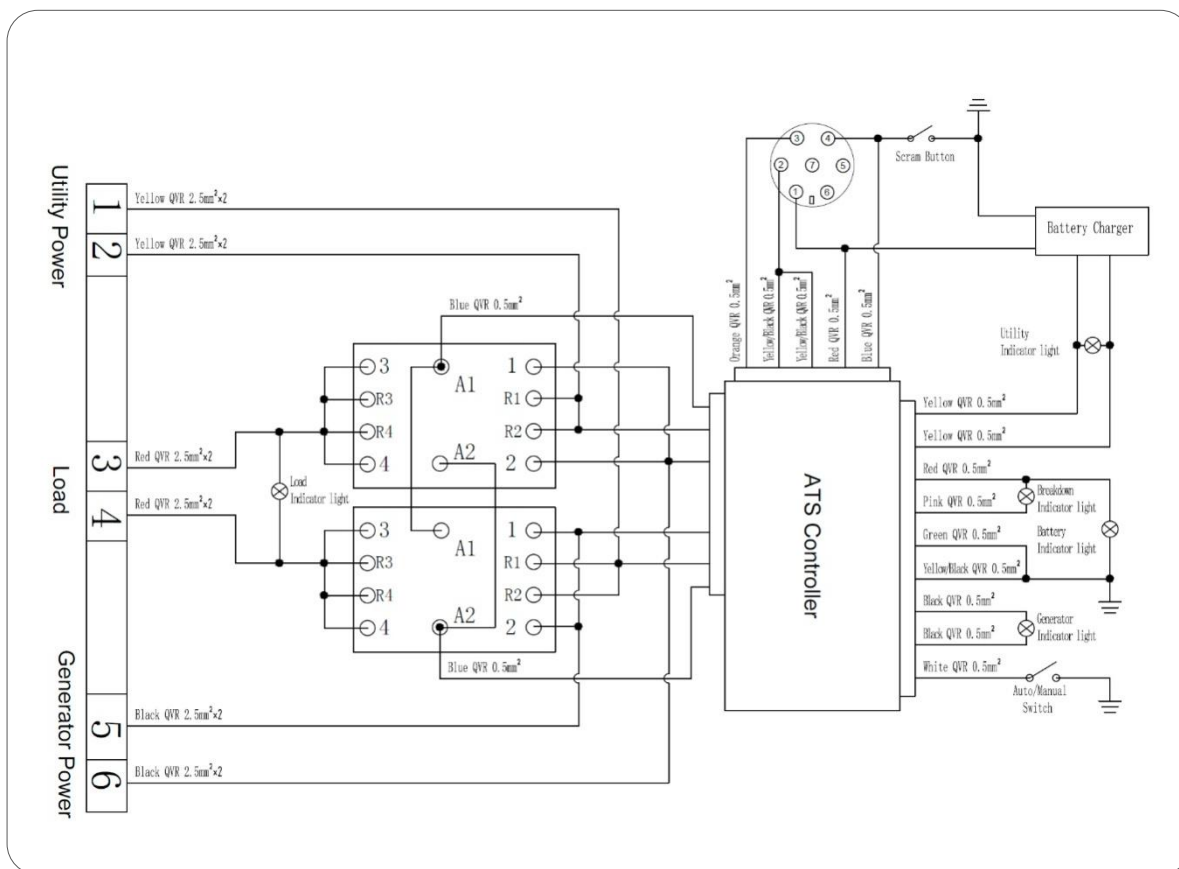 Utility Power
1
2
Load
3
4
Generator Power
5
6
Yellow QVR 2.5mm²×2
Yellow QVR 2.5mm²×2
Red QVR 2.5mm²×2
Red QVR 2.5mm²×2
Black QVR 2.5mm²×2
Black QVR 2.5mm²×2
Load
Indicator light
Blue QVR 0.5mm²
3
R3
R4
4
A1
A2
1
R1
R2
2
3
R3
R4
4
A1
A2
1
R1
R2
2
Blue QVR 0.5mm²
3
4
2
7
5
1
6
Scram Button
Battery Charger
Orange QVR 0.5mm²
Yellow/Black QVR 0.5mm²
Yellow/Black QVR 0.5mm²
Red QVR 0.5mm²
Blue QVR 0.5mm²
ATS Controller
Utility
Indicator light
Yellow QVR 0.5mm²
Yellow QVR 0.5mm²
Red QVR 0.5mm²
Pink QVR 0.5mm²
Breakdown
Indicator light
Green QVR 0.5mm²
Battery
Indicator light
Yellow/Black QVR 0.5mm²
Black QVR 0.5mm²
Black QVR 0.5mm²
Generator
Indicator light
White QVR 0.5mm²
Auto/Manual
Switch